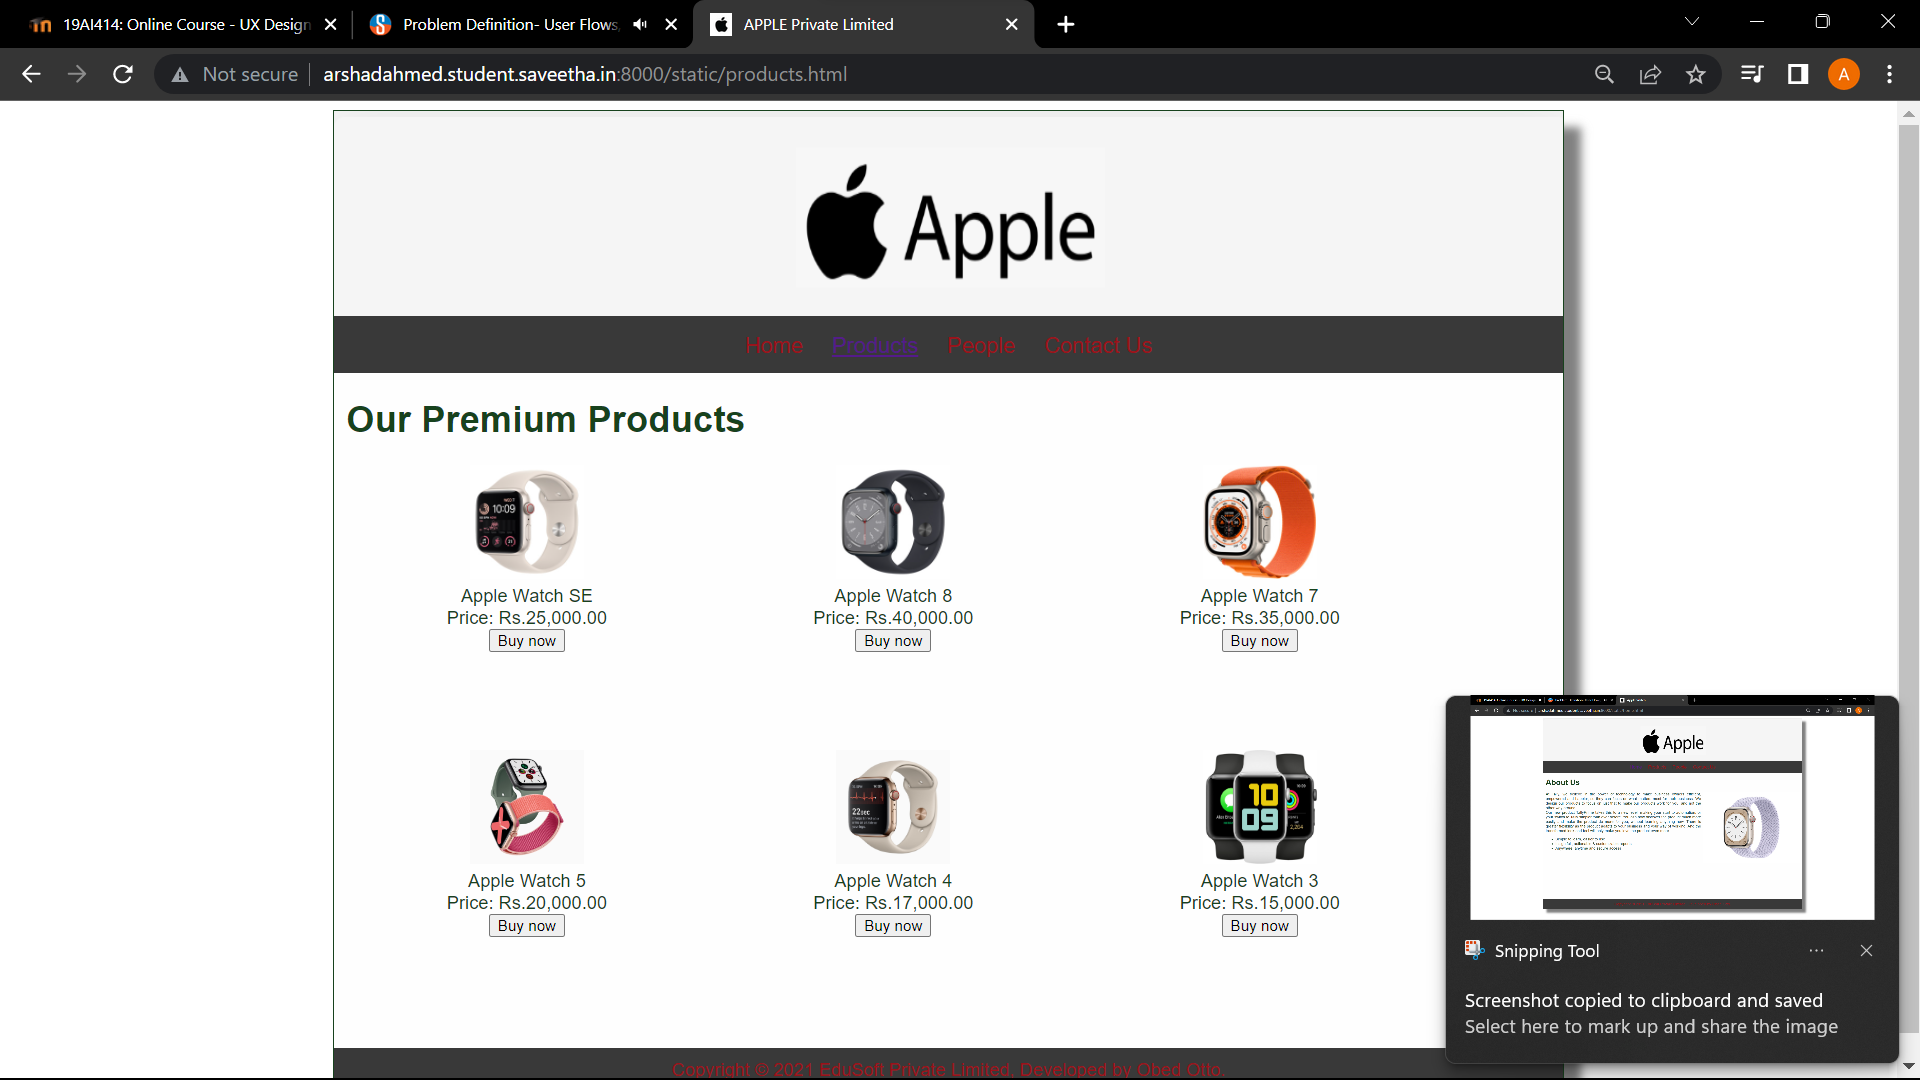 19AI414: Online Course - UX Design
Problem Definition- User Flows,
APPLE Private Limited
Not secure
arshadahmed.student.saveetha.in:8000/static/products.html
A
Apple
Home Products People Contact Us
Our Premium Products
10:09
Apple Watch SE
Price: Rs.25,000.00
Buy now
Apple Watch 8
Price: Rs.40,000.00
Buy now
Apple Watch 7
Price: Rs.35,000.00
Buy now
Apple Watch 5
Price: Rs.20,000.00
Buy now
22sec
Apple Watch 4
Price: Rs.17,000.00
Buy now
10
09
Apple Watch 3
Price: Rs.15,000.00
Buy now
Apple
About Us
Snipping Tool
Screenshot copied to clipboard and saved
Select here to mark up and share the image
Copyright © 2021 EduSoft Private Limited, Developed by Obed Otto.